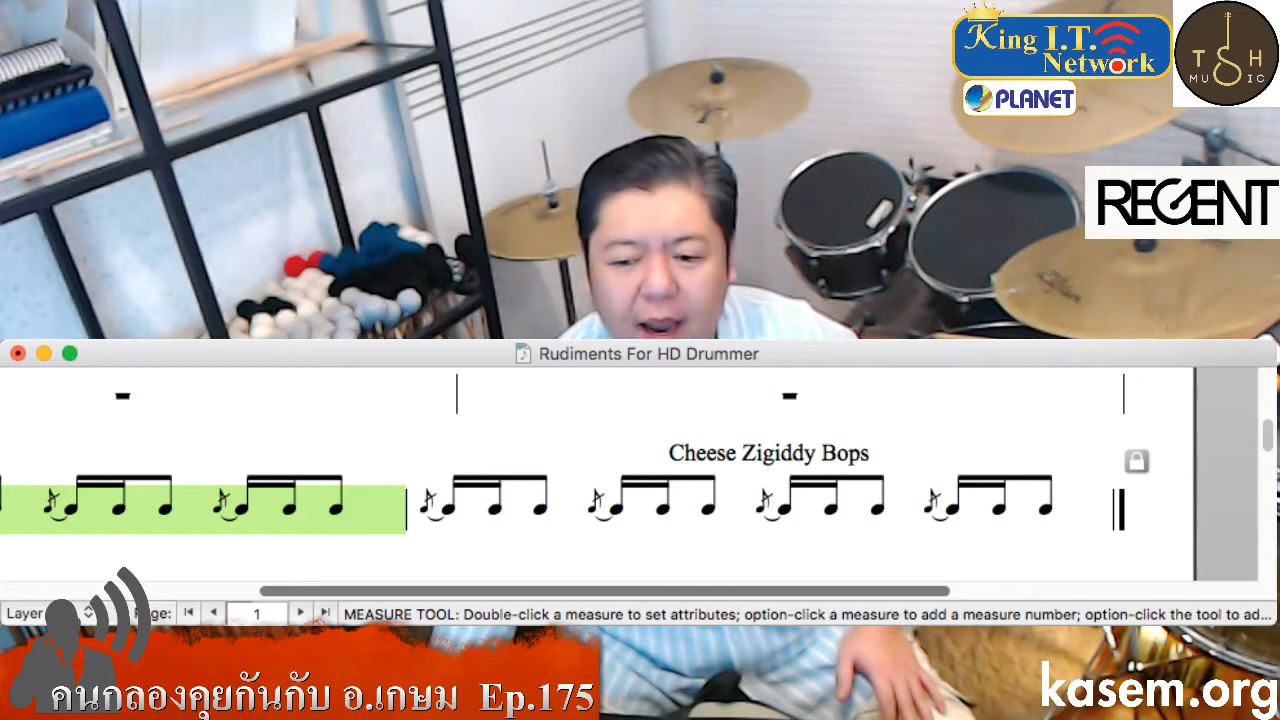 King I.T.
Network
PLANET
T S H
MUSIC
REGENT
Rudiments For HD Drummer
Cheese Zigiddy Bops
Layer
Page:
1
MEASURE TOOL: Double-click a measure to set attributes; option-click a measure to add a measure number; option-click the tool to ad...
คนกลองคุยกันกับ อ.เกษม Ep.175
kasem.org